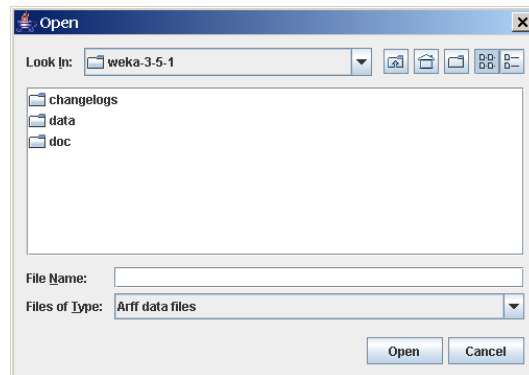 Open
Look In: weka-3-5-1
changelogs
data
doc
File Name:
Files of Type: Arff data files
Open Cancel